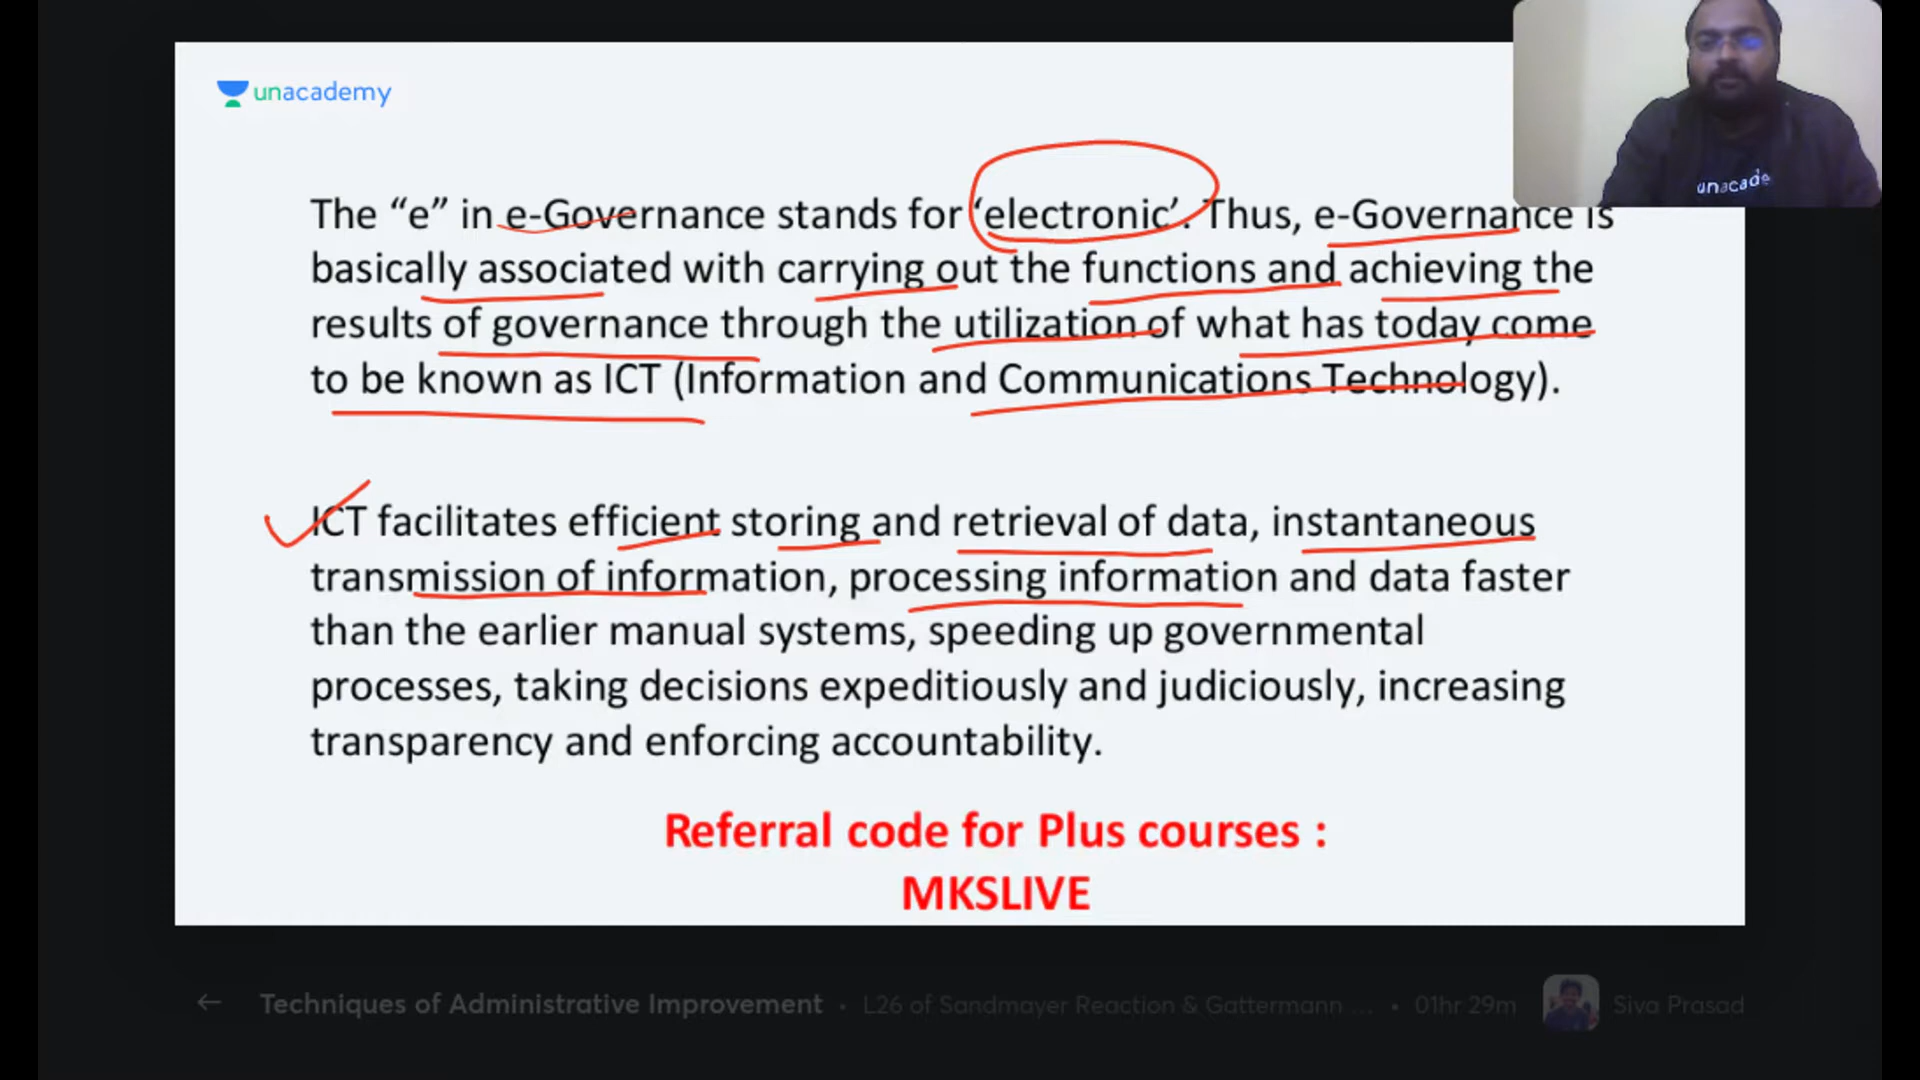 unacademy
The “e” in e-Governance stands for ‘electronic’. Thus, e-Governance is
basically associated with carrying out the functions and achieving the
results of governance through the utilization of what has today come
to be known as ICT (Information and Communications Technology).
ICT facilitates efficient storing and retrieval of data, instantaneous
transmission of information, processing information and data faster
than the earlier manual systems, speeding up governmental
processes, taking decisions expeditiously and judiciously, increasing
transparency and enforcing accountability.
Referral code for Plus courses :
MKSLIVE
unacade
Techniques of Administrative Improvement • L26 of Sandmayer Reaction & Gattermann ... • 01hr 29m Siva Prasad